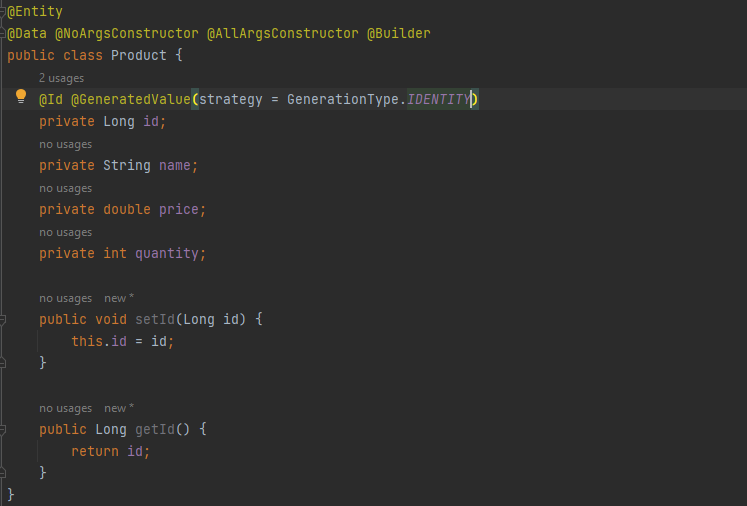 @Entity
@Data @NoArgsConstructor @AllArgsConstructor @Builder
public class Product {
2 usages
@Id @GeneratedValue(strategy = GenerationType.IDENTITY)
private Long id;
no usages
private String name;
no usages
private double price;
no usages
private int quantity;
no usages new *
public void setId(Long id) {
this.id = id;
}
no usages new *
public Long getId() {
return id;
}
}